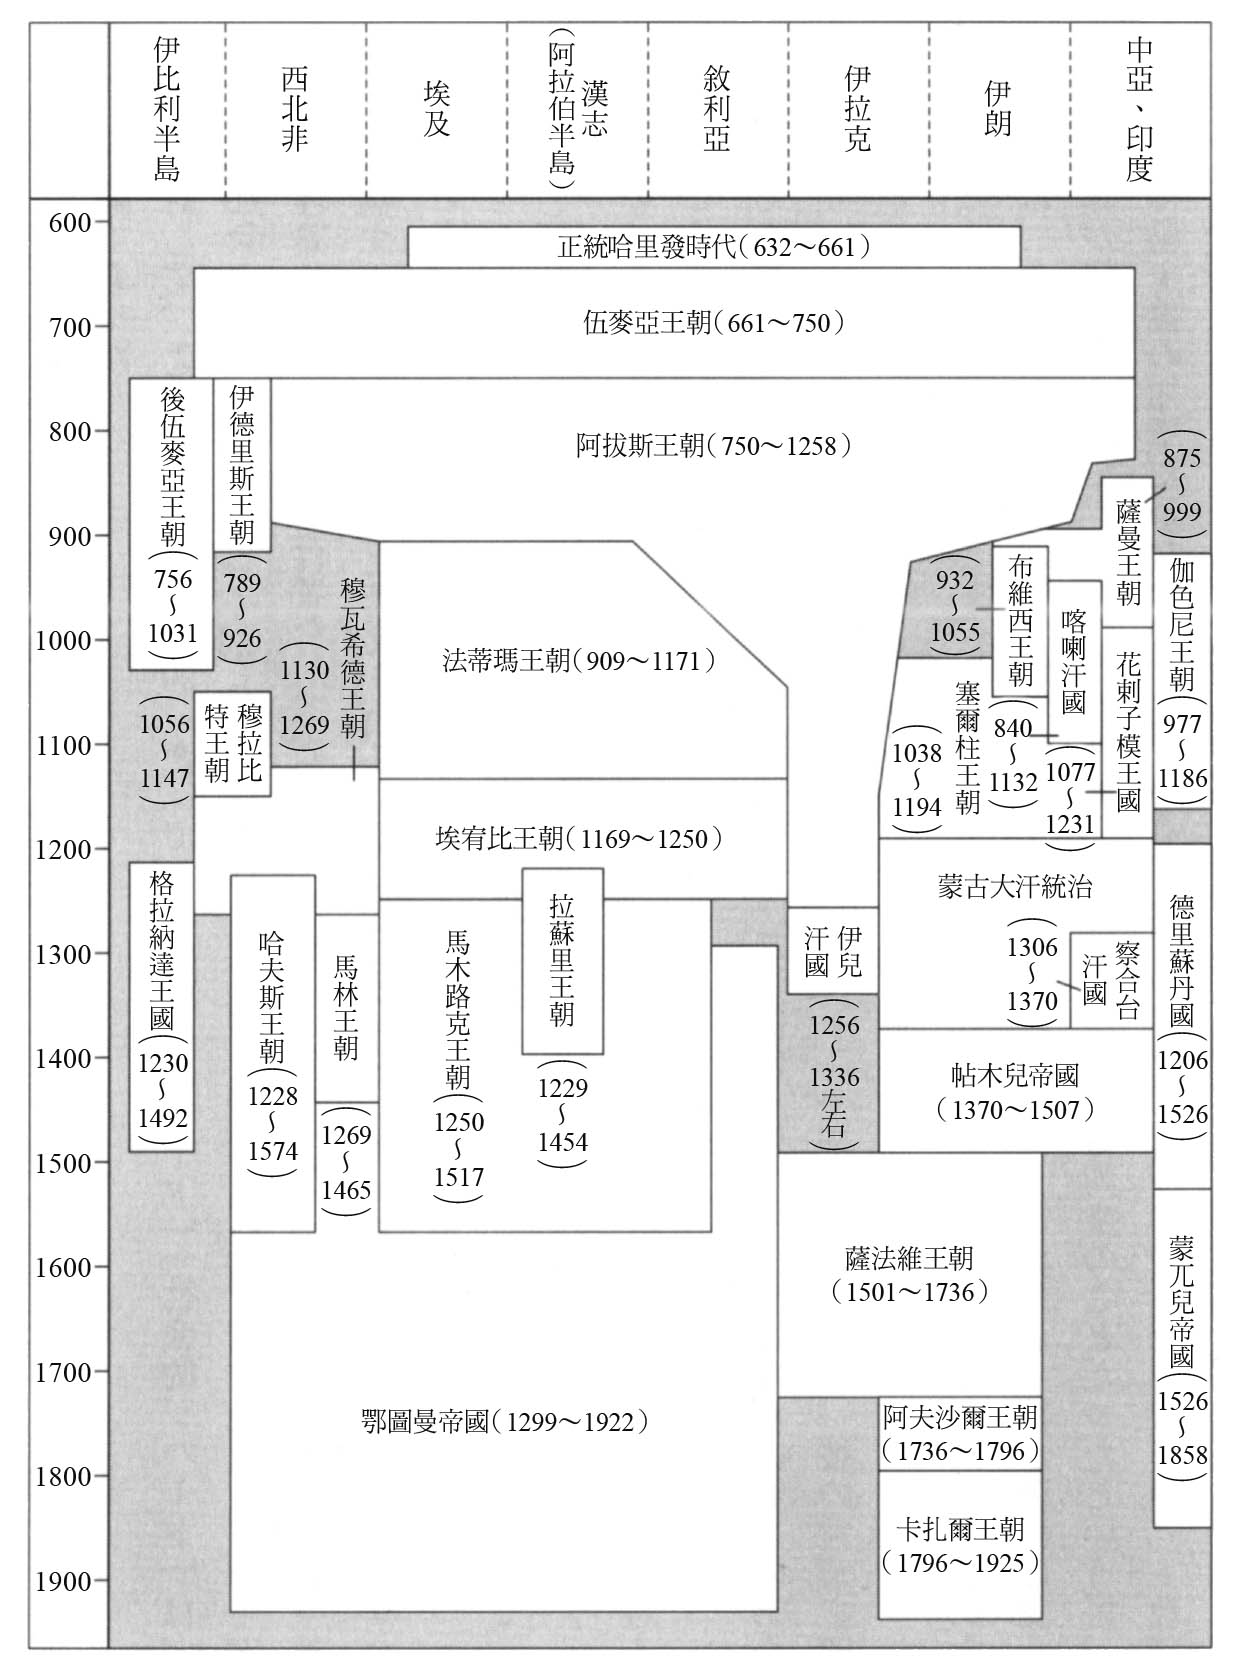 伊比利半島
西北非
埃及
漢志
（阿拉伯半島）
敘利亞
伊拉克
伊朗
中亞、印度
600
700
800
900
1000
1100
1200
1300
1400
1500
1600
1700
1800
1900
正統哈里發時代（632～661）
伍麥亞王朝（661～750）
阿拔斯王朝（750～1258）
後伍麥亞王朝（756～1031）
伊德里斯王朝
（789～926）
穆瓦希德王朝
（1130～1269）
穆拉比
特王朝
（1056～1147）
法蒂瑪王朝（909～1171）
埃宥比王朝（1169～1250）
薩曼王朝
（875～999）
布維西王朝
（932～1055）
喀喇汗國
（840～1132）
伽色尼王朝（977～1186）
花剌子模王國
（1077～1231）
塞爾柱王朝
（1038～1194）
格拉納達王國（1230～1492）
哈夫斯王朝（1228～1574）
馬林王朝
（1269～1465）
馬木路克王朝（1250～1517）
拉蘇里王朝
（1229～1454）
伊兒
汗國
（1256～1336左右）
蒙古大汗統治
察合台
汗國
（1306～1370）
德里蘇丹國（1206～1526）
帖木兒帝國
（1370～1507）
薩法維王朝
（1501～1736）
蒙兀兒帝國（1526～1858）
鄂圖曼帝國（1299～1922）
阿夫沙爾王朝
（1736～1796）
卡扎爾王朝
（1796～1925）